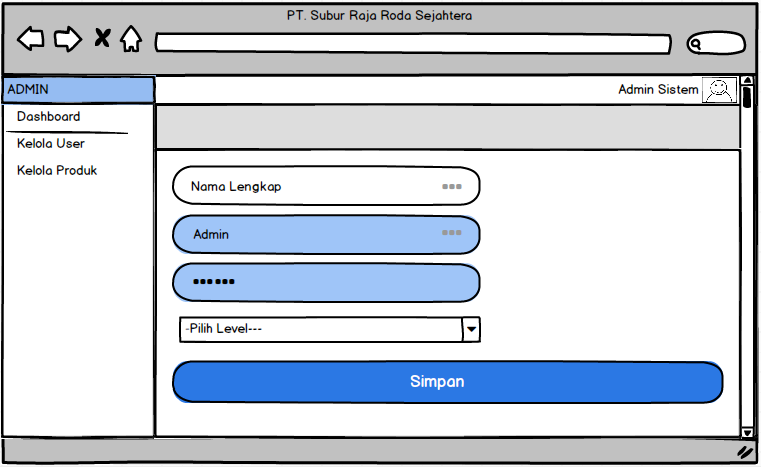 PT. Subur Raja Roda Sejahtera
ADMIN
Admin Sistem
Dashboard
Kelola User
Kelola Produk
Nama Lengkap
Admin
-Pilih Level---
Simpan